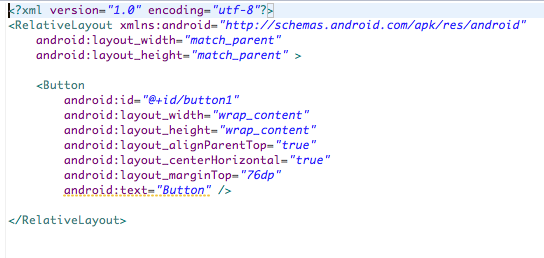 <?xml version="1.0" encoding="utf-8"?>
<RelativeLayout xmlns:android="http://schemas.android.com/apk/res/android"
    android:layout_width="match_parent"
    android:layout_height="match_parent" >

    <Button
        android:id="@+id/button1"
        android:layout_width="wrap_content"
        android:layout_height="wrap_content"
        android:layout_alignParentTop="true"
        android:layout_centerHorizontal="true"
        android:layout_marginTop="76dp"
        android:text="Button" />

</RelativeLayout>